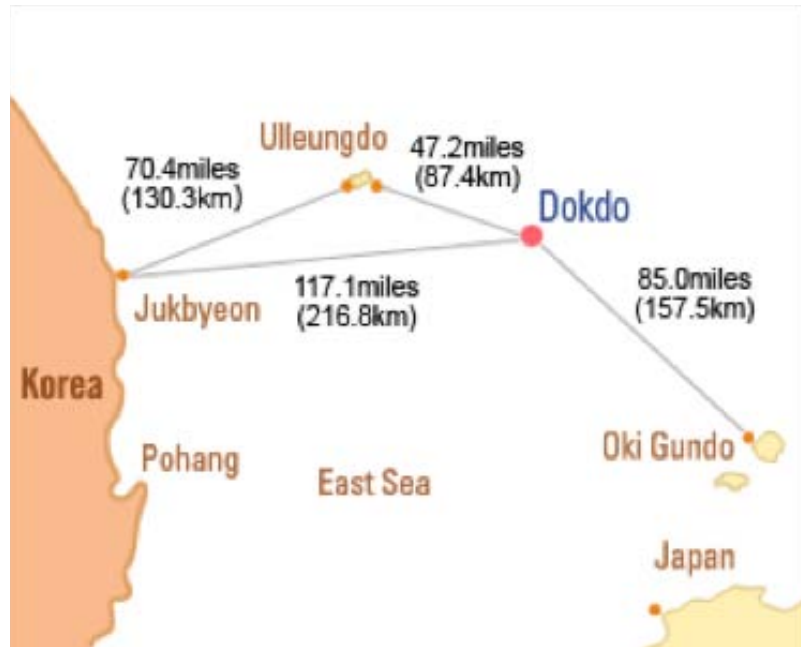 Ulleungdo
70.4miles
(130.3km)
47.2miles
(87.4km)
Dokdo
117.1miles
(216.8km)
85.0miles
(157.5km)
Jukbyeon
Korea
Pohang
East Sea
Oki Gundo
Japan